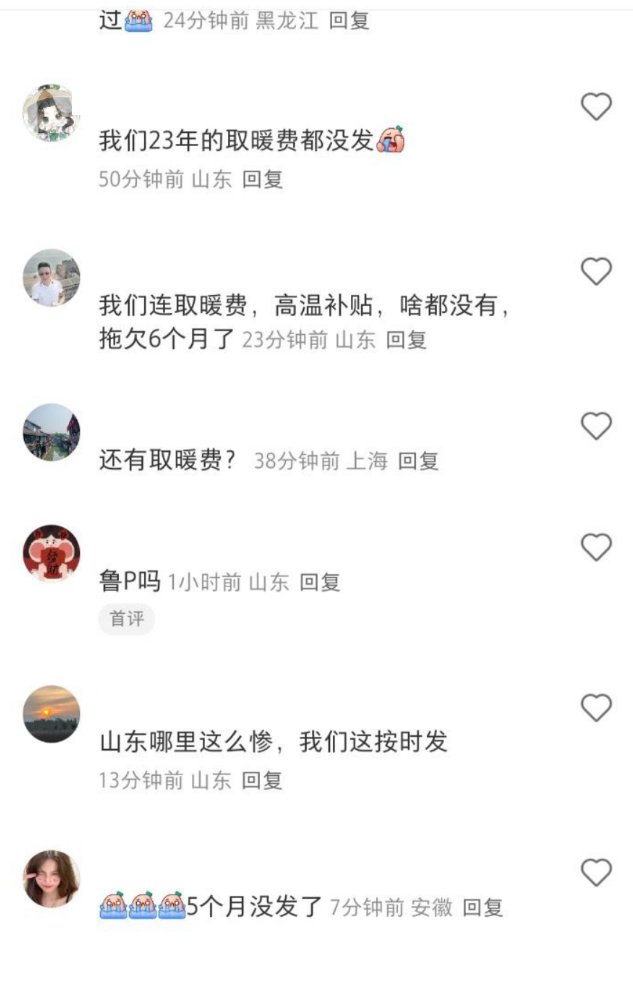 过 24分钟前 黑龙江 回复
我们23年的取暖费都没发
50分钟前 山东 回复
我们连取暖费，高温补贴，啥都没有，
拖欠6个月了 23分钟前 山东 回复
还有取暖费？ 38分钟前 上海 回复
鲁P吗 1小时前 山东 回复
首评
山东哪里这么惨，我们这按时发
13分钟前 山东 回复
5个月没发了 7分钟前 安徽 回复